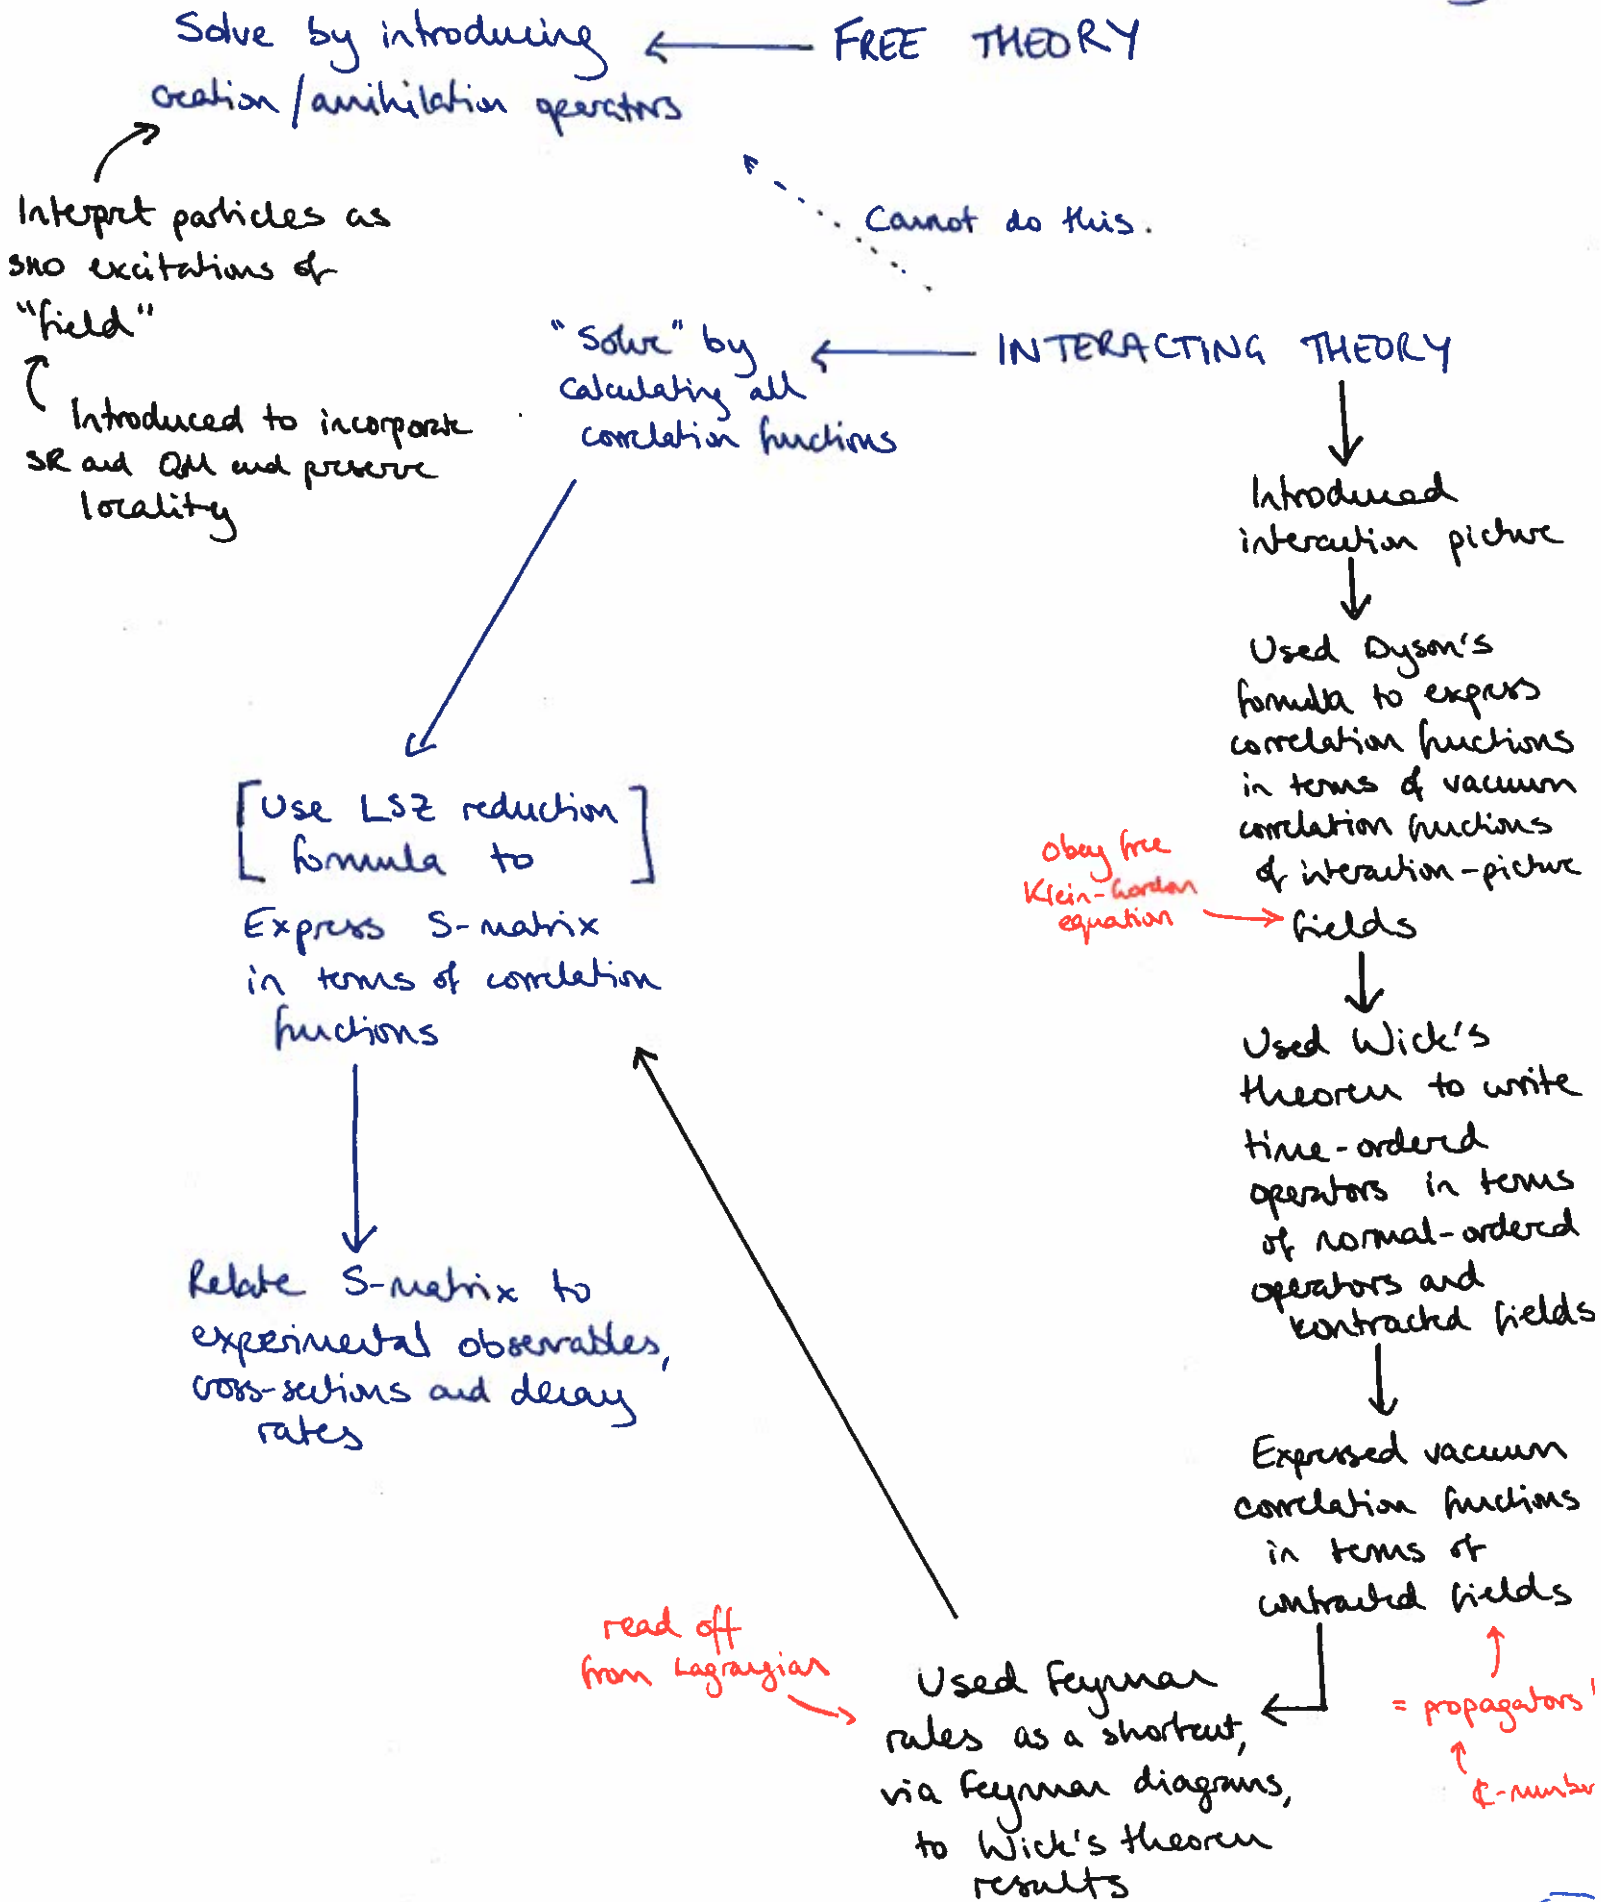 Solve by introducing
FREE THEORY
creation/annihilation operators
Interpret particles as
SHO excitations of
"field"
Introduced to incorporate
SR and QM and preserve
locality
Cannot do this.
INTERACTING THEORY
"Solve" by
calculating all
correlation functions
[Use LSZ reduction
formula to]
Express S-matrix
in terms of correlation
functions
Relate S-matrix to
experimental observables,
cross-sections and decay
rates
Introduced
interaction picture
Used Dyson's
formula to express
correlation functions
in terms of vacuum
correlation functions
of interaction-picture
fields
obey free
Klein-Gordon
equation
Used Wick's
theorem to write
time-ordered
operators in terms
of normal-ordered
operators and
kontracted fields
Expressed vacuum
correlation functions
in terms of
contracted fields
= propagators
ȼ-number
Used Feynman
rules as a shortcut,
via Feynman diagrams,
to Wick's theorem
results
read off
from Lagrangian